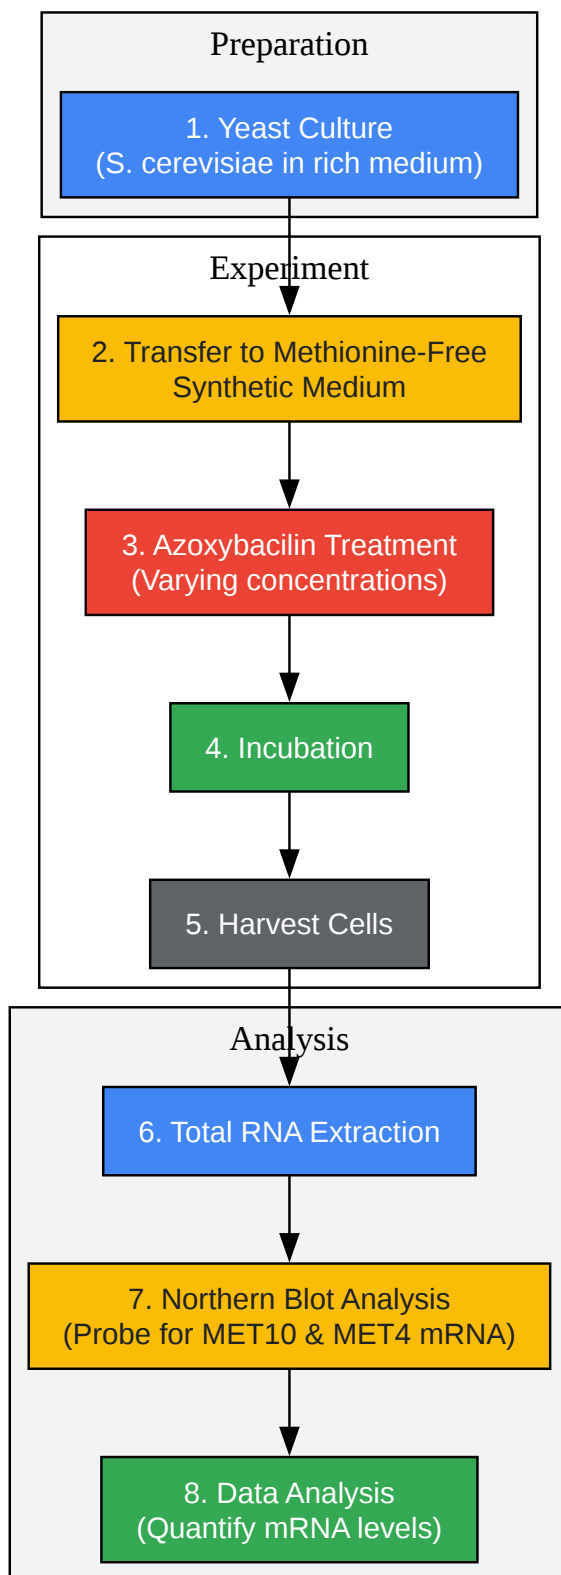 Preparation
1. Yeast Culture
(S. cerevisiae in rich medium)
Experiment
2. Transfer to Methionine-Free
Synthetic Medium
3. Azoxybacilin Treatment
(Varying concentrations)
4. Incubation
5. Harvest Cells
Analysis
6. Total RNA Extraction
7. Northern Blot Analysis
(Probe for MET10 & MET4 mRNA)
8. Data Analysis
(Quantify mRNA levels)